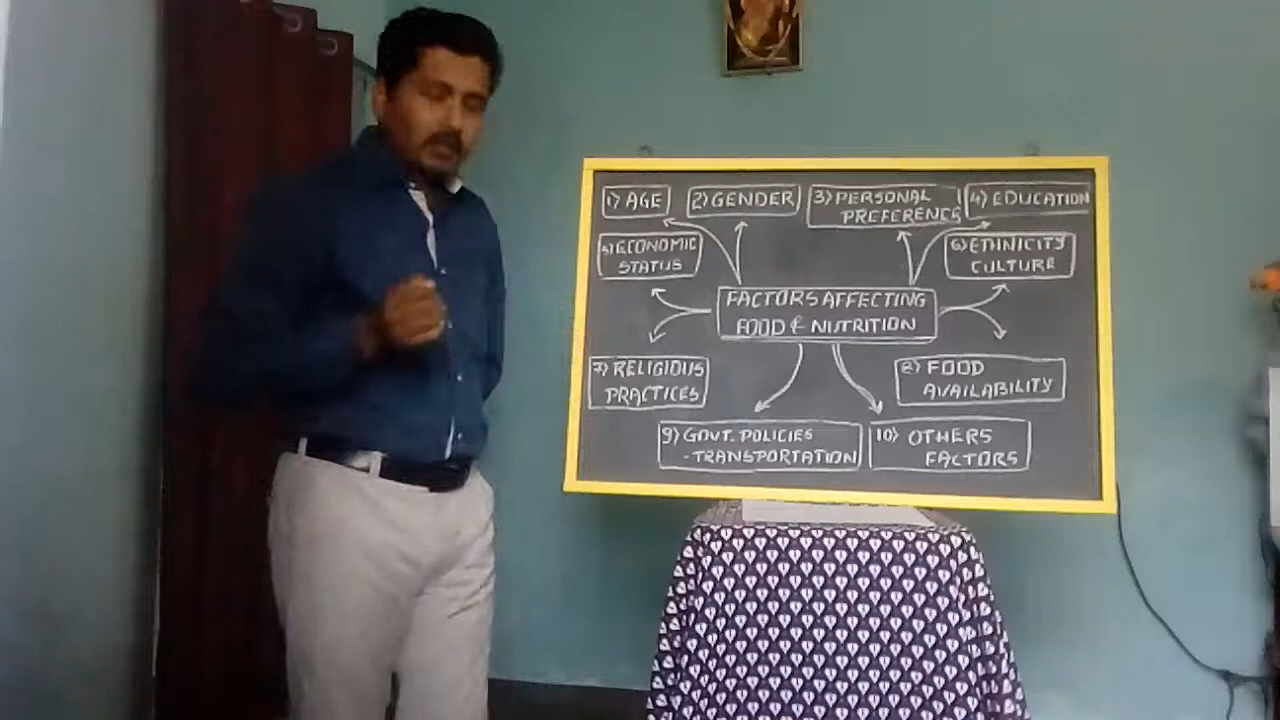 1) AGE
2) GENDER
3) PERSONAL
PREFERENCE
4) EDUCATION
5) ECONOMIC
STATUS
6) ETHNICITY
CULTURE
FACTORS AFFECTING
FOOD & NUTRITION
7) RELIGIOUS
PRACTICES
8) FOOD
AVAILABILITY
9) GOVT. POLICIES
- TRANSPORTATION
10) OTHERS
FACTORS